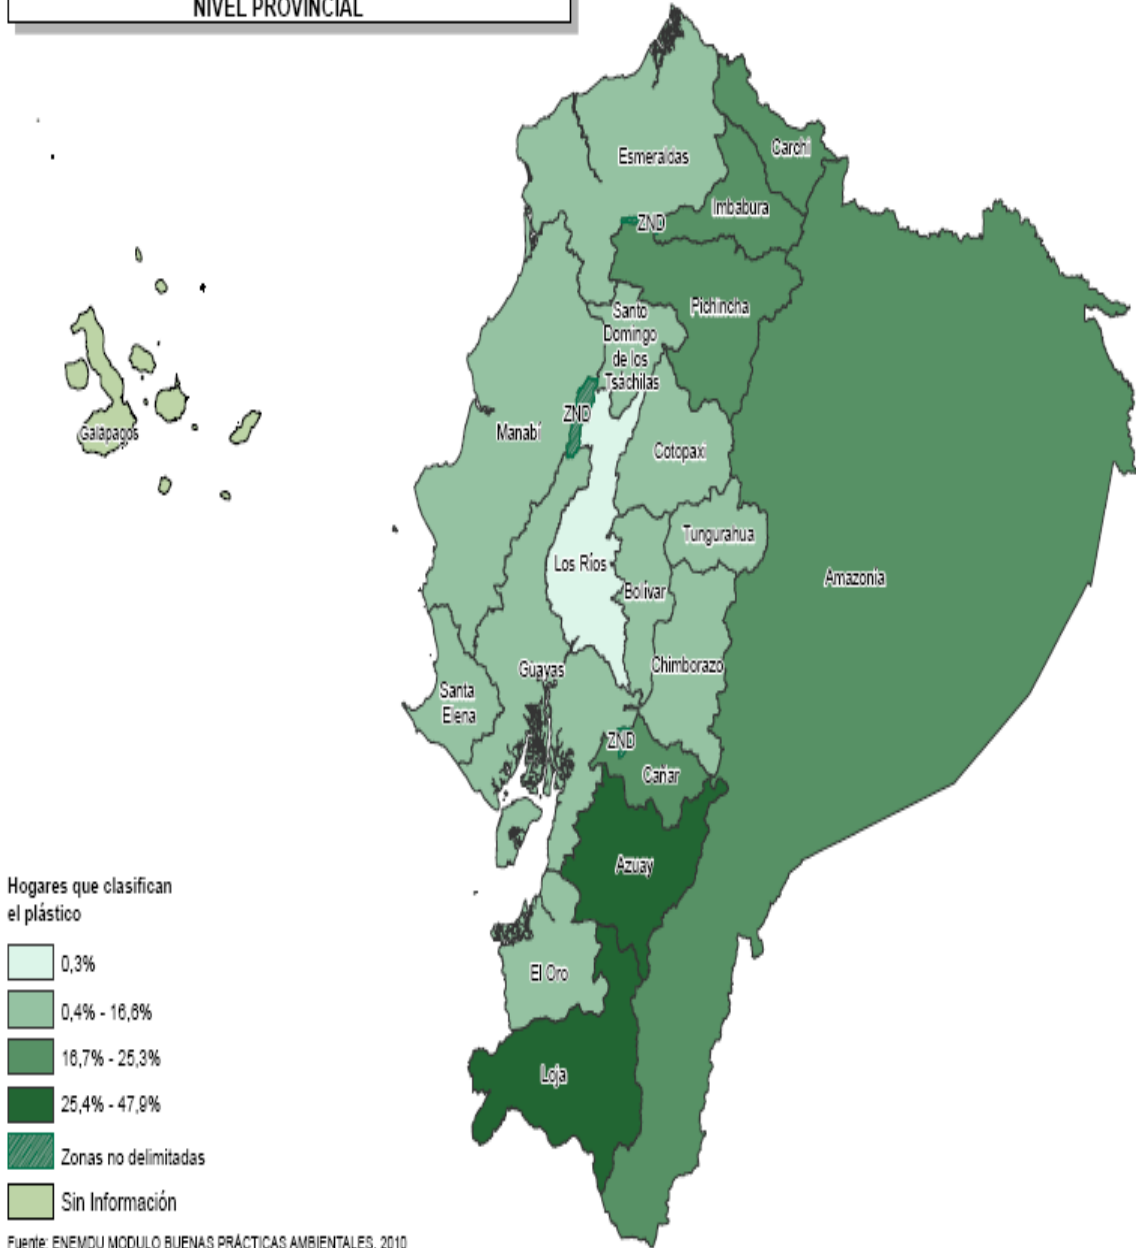 NIVEL PROVINCIAL
Esmeraldas
Carchi
Imbabura
ZND
Pichincha
Santo
Domingo
de los
Tsáchilas
ZND
Manabí
Cotopaxi
Galápagos
Tungurahua
Los Ríos
Bolívar
Amazonía
Chimborazo
Guayas
Santa
Elena
ZND
Cañar
Azuay
El Oro
Loja
Hogares que clasifican
el plástico
0,3%
0,4% - 16,6%
16,7% - 25,3%
25,4% - 47,9%
Zonas no delimitadas
Sin Información
Fuente: ENEMDU MODULO BUENAS PRÁCTICAS AMBIENTALES, 2010